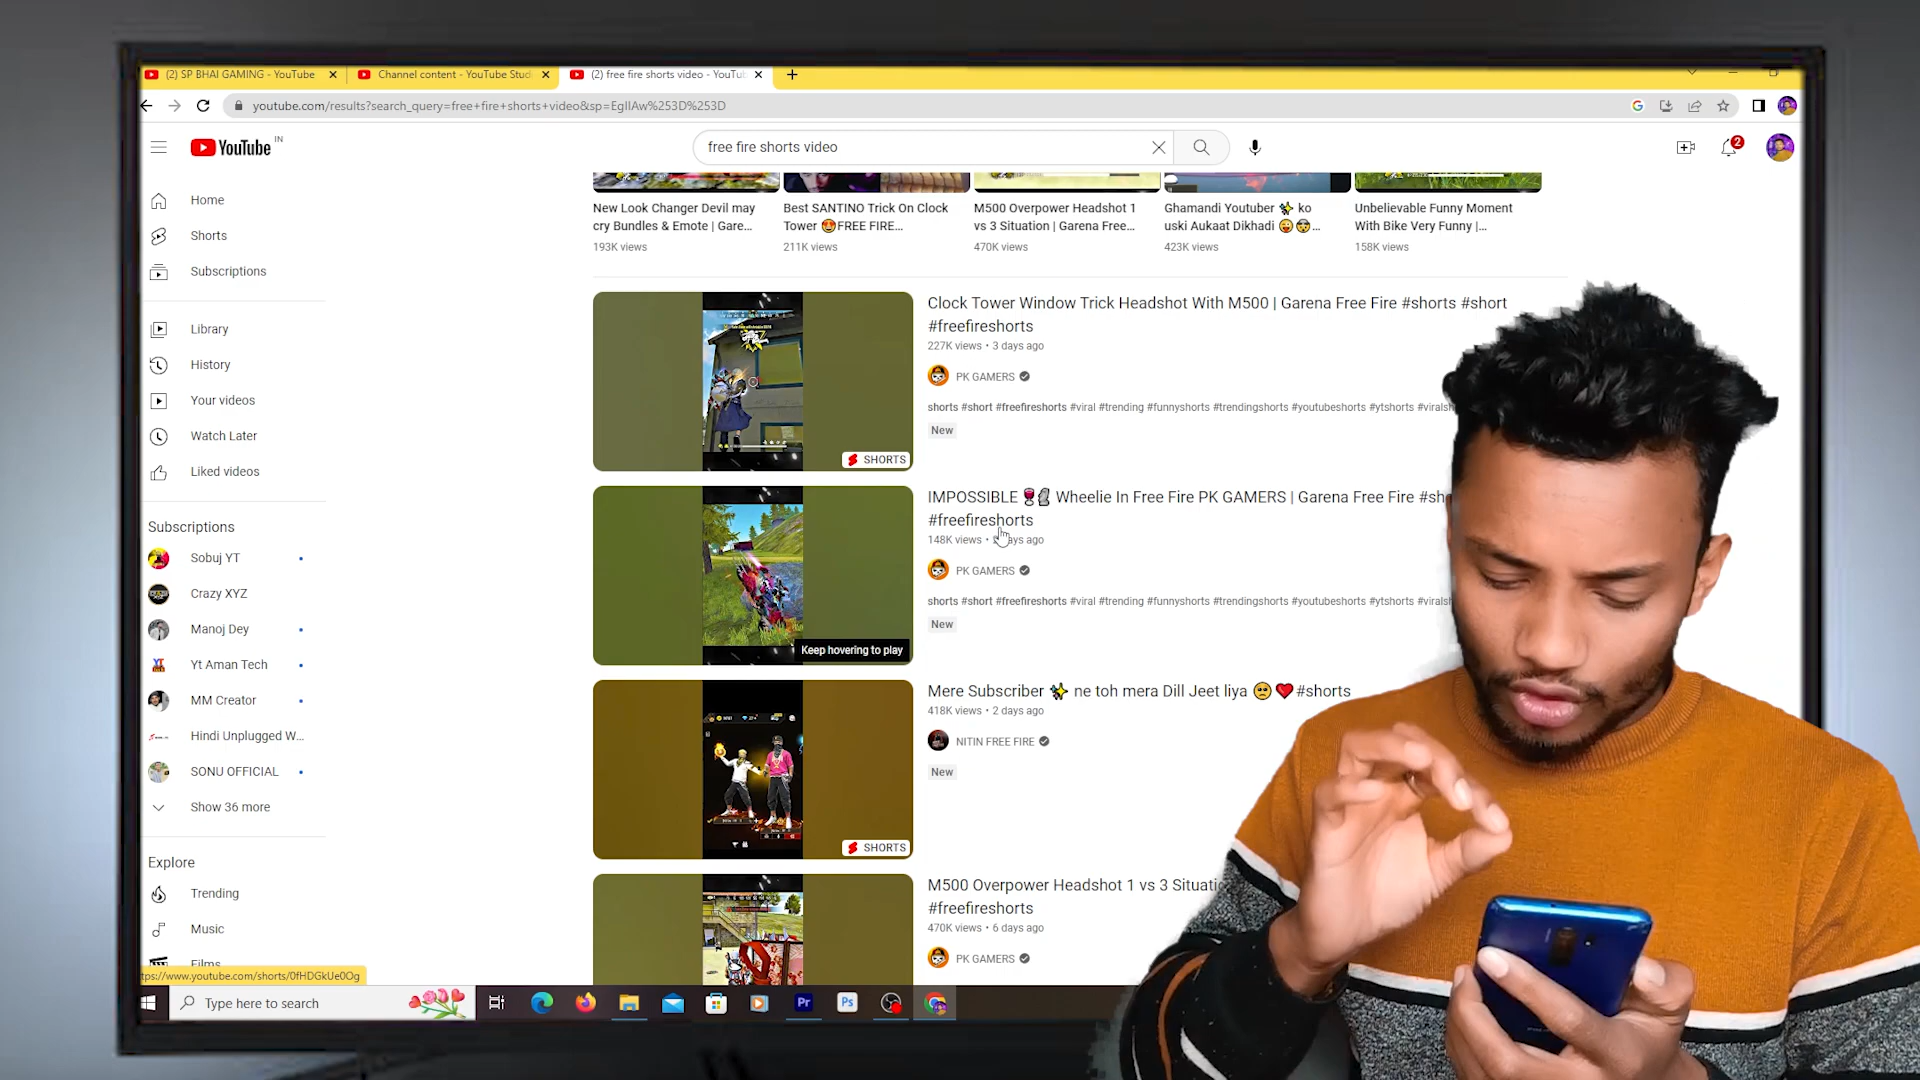 (2) SP BHAI GAMING - YouTube
Channel content - YouTube Stud
(2) free fire shorts video - YouTu
youtube.com/results?search_query=free+fire+shorts+video&sp=EgIIAw%253D%253D
YouTube IN
free fire shorts video
2
Home
Shorts
Subscriptions
Library
History
Your videos
Watch Later
Liked videos
Subscriptions
Sobuj YT
Crazy XYZ
Manoj Dey
Yt Aman Tech
MM Creator
Hindi Unplugged W...
SONU OFFICIAL
Show 36 more
Explore
Trending
Music
Films
tps://www.youtube.com/shorts/0fHDGkUe0Og
New Look Changer Devil may
cry Bundles & Emote | Gare...
193K views
Best SANTINO Trick On Clock
Tower 😍FREE FIRE...
211K views
M500 Overpower Headshot 1
vs 3 Situation | Garena Free...
470K views
Ghamandi Youtuber ✨ ko
uski Aukaat Dikhadi 😜🤯...
423K views
Unbelievable Funny Moment
With Bike Very Funny |...
158K views
Clock Tower Window Trick Headshot With M500 | Garena Free Fire #shorts #short
#freefireshorts
227K views • 3 days ago
PK GAMERS
shorts #short #freefireshorts #viral #trending #funnyshorts #trendingshorts #youtubeshorts #ytshorts #viralsh
New
SHORTS
IMPOSSIBLE 🍷🗿 Wheelie In Free Fire PK GAMERS | Garena Free Fire #sho
#freefireshorts
148K views • days ago
PK GAMERS
shorts #short #freefireshorts #viral #trending #funnyshorts #trendingshorts #youtubeshorts #ytshorts #viralsh
New
Keep hovering to play
Mere Subscriber ✨ ne toh mera Dill Jeet liya 🥺❤️#shorts
418K views • 2 days ago
NITIN FREE FIRE
New
SHORTS
M500 Overpower Headshot 1 vs 3 Situatio
#freefireshorts
470K views • 6 days ago
PK GAMERS
Type here to search
Pr
Ps